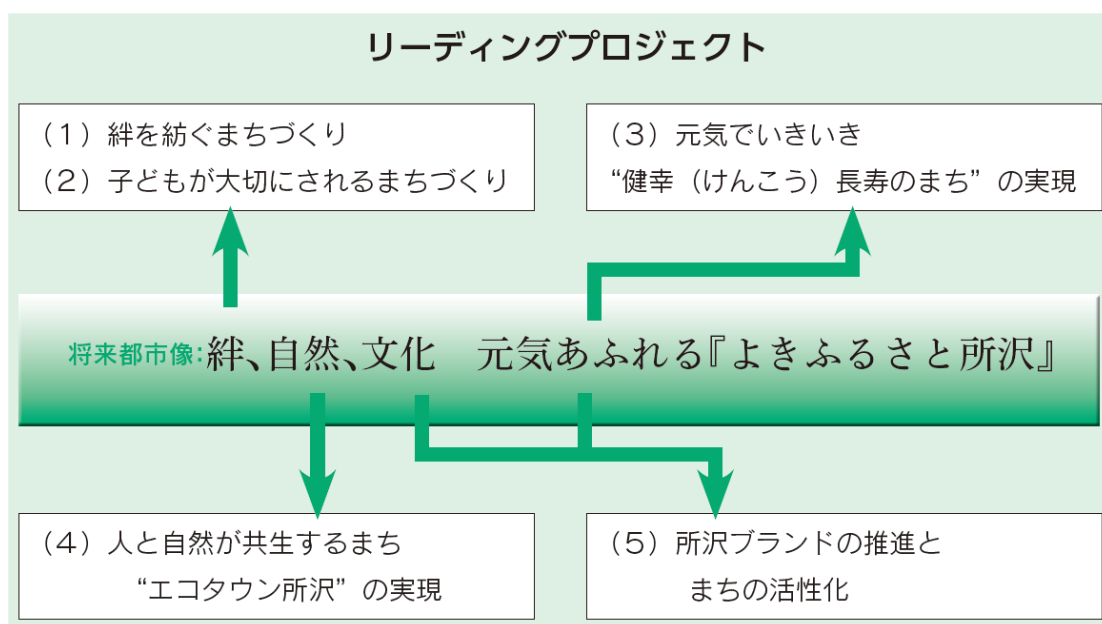 リーディングプロジェクト
（1）絆を紡ぐまちづくり
（2）子どもが大切にされるまちづくり
（3）元気でいきいき
“健幸（けんこう）長寿のまち”の実現
将来都市像:絆、自然、文化　元気あふれる『よきふるさと所沢』
（4）人と自然が共生するまち
“エコタウン所沢”の実現
（5）所沢ブランドの推進と
まちの活性化